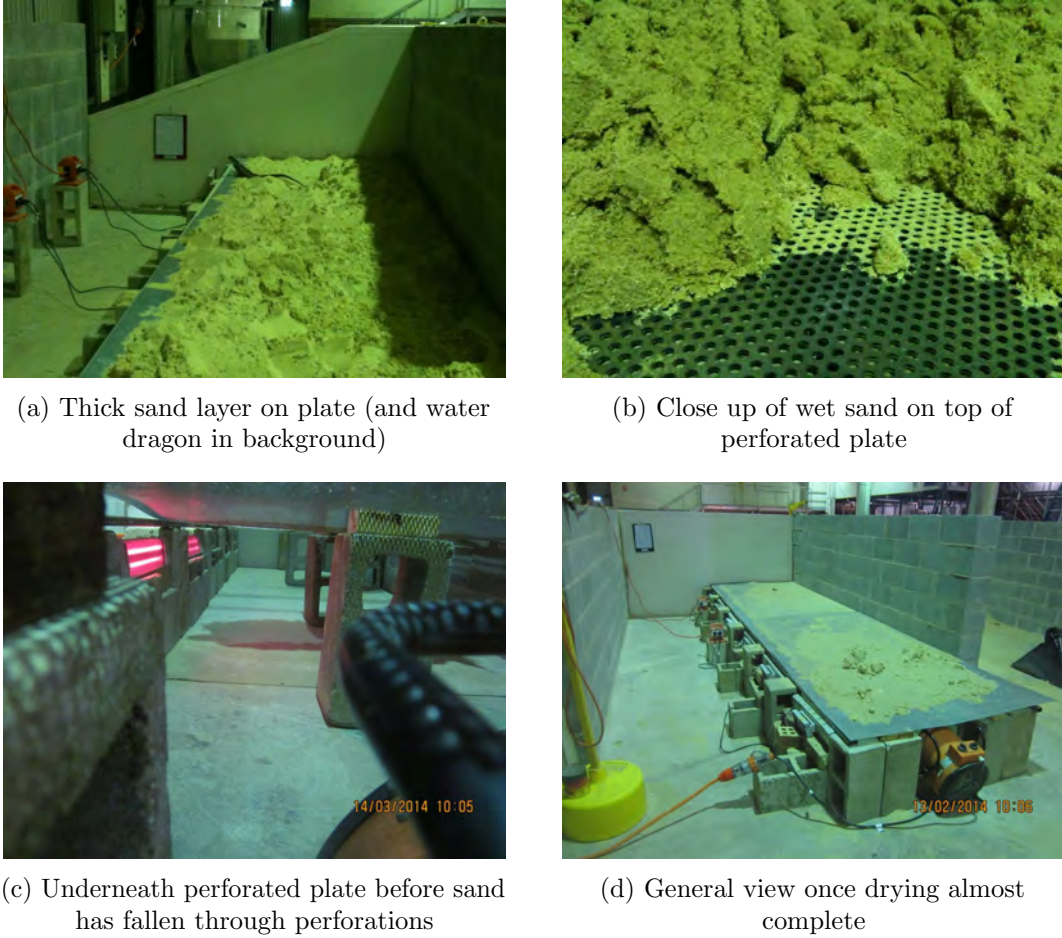 (a) Thick sand layer on plate (and water
dragon in background)
(b) Close up of wet sand on top of
perforated plate
14/03/2014 10:05
13/02/2014 10:06
(c) Underneath perforated plate before sand
has fallen through perforations
(d) General view once drying almost
complete